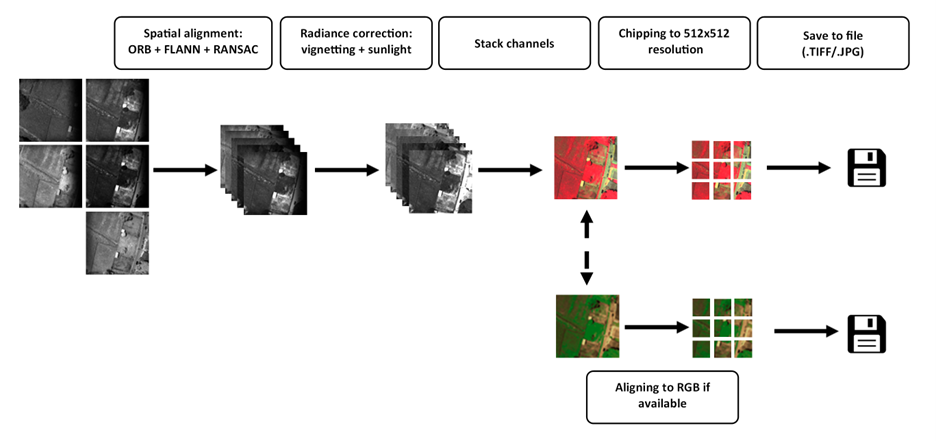 Spatial alignment:
ORB + FLANN + RANSAC
Radiance correction:
vignetting + sunlight
Stack channels
Chipping to 512x512
resolution
Save to file
(.TIFF/.JPG)
Aligning to RGB if
available